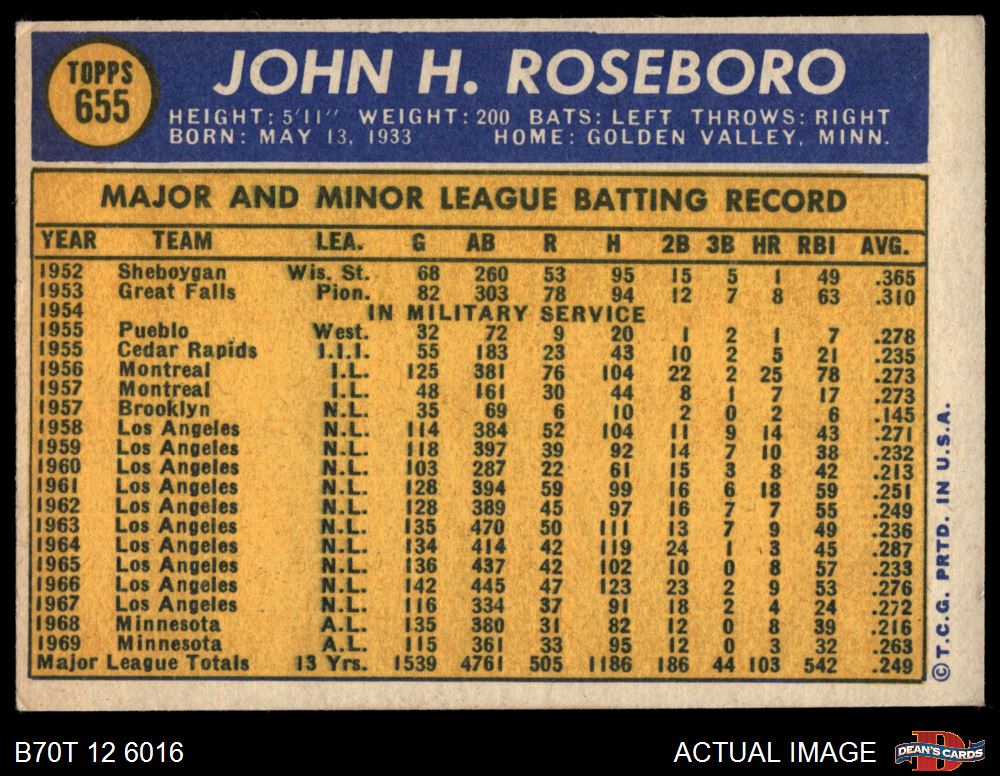 TOPPS
655
JOHN H. ROSEBORO
HEIGHT: 5'11" WEIGHT: 200 BATS: LEFT THROWS: RIGHT
BORN: MAY 13, 1933 HOME: GOLDEN VALLEY, MINN.
MAJOR AND MINOR LEAGUE BATTING RECORD
YEAR TEAM LEA. G AB R H 2B 3B HR RBI AVG.
1952 Sheboygan Wis. St. 68 260 53 95 15 5 1 49 .365
1953 Great Falls Pion. 82 303 78 94 12 7 8 63 .310
1954 IN MILITARY SERVICE
1955 Pueblo West. 32 72 9 20 1 2 1 7 .278
1955 Cedar Rapids I.I.I. 55 183 23 43 10 2 5 21 .235
1956 Montreal I.L. 125 381 76 104 22 2 25 78 .273
1957 Montreal I.L. 48 161 30 44 8 1 7 17 .273
1957 Brooklyn N.L. 35 69 6 10 2 0 2 6 .145
1958 Los Angeles N.L. 114 384 52 104 11 9 14 43 .271
1959 Los Angeles N.L. 118 397 39 92 14 7 10 38 .232
1960 Los Angeles N.L. 103 287 22 61 15 3 8 42 .213
1961 Los Angeles N.L. 128 394 59 99 16 6 18 59 .251
1962 Los Angeles N.L. 128 389 45 97 16 7 7 55 .249
1963 Los Angeles N.L. 135 470 50 111 13 7 9 49 .236
1964 Los Angeles N.L. 134 414 42 119 24 1 3 45 .287
1965 Los Angeles N.L. 136 437 42 102 10 0 8 57 .233
1966 Los Angeles N.L. 142 445 47 123 23 2 9 53 .276
1967 Los Angeles N.L. 116 334 37 91 18 2 4 24 .272
1968 Minnesota A.L. 135 380 31 82 12 0 8 39 .216
1969 Minnesota A.L. 115 361 33 95 12 0 3 32 .263
Major League Totals 13 Yrs. 1539 4761 505 1186 186 44 103 542 .249
© T.C.G. PRTD. IN U.S.A.
B70T 12 6016
ACTUAL IMAGE
DEAN'S CARDS